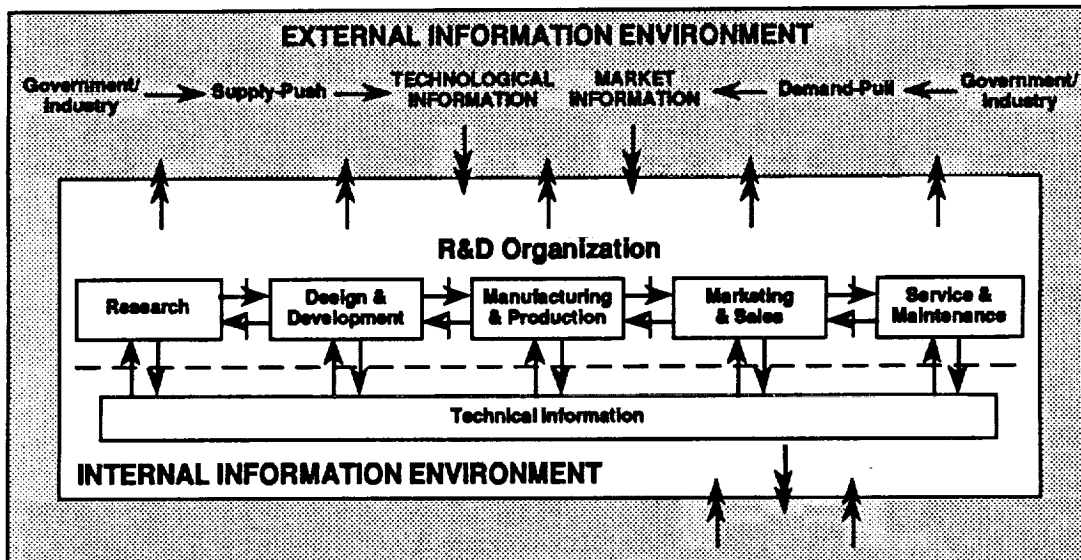 EXTERNAL INFORMATION ENVIRONMENT
Government/
Industry
Supply-Push
TECHNOLOGICAL
INFORMATION
MARKET
INFORMATION
Demand-Pull
Government/
Industry
R&D Organization
Research
Design &
Development
Manufacturing
& Production
Marketing
& Sales
Service &
Maintenance
Technical Information
INTERNAL INFORMATION ENVIRONMENT